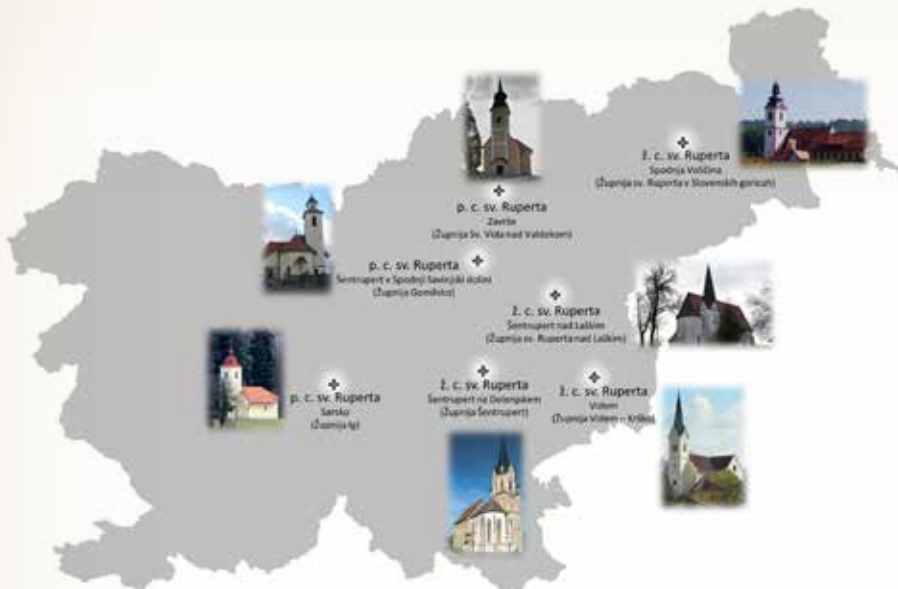 p. c. sv. Ruperta
Završe
(Župnija Sv. Vida nad Valdekom)
ž. c. sv. Ruperta
Spodnja Voličina
(Župnija sv. Ruperta v Slovenskih goricah)
p. c. sv. Ruperta
Šentrupert v Spodnji Savinjski dolini
(Župnija Gomilsko)
ž. c. sv. Ruperta
Šentrupert nad Laškim
(Župnija sv. Ruperta nad Laškim)
p. c. sv. Ruperta
Sarsko
(Župnija Ig)
ž. c. sv. Ruperta
Šentrupert na Dolenjskem
(Župnija Šentrupert)
ž. c. sv. Ruperta
Videm
(Župnija Videm – Krško)